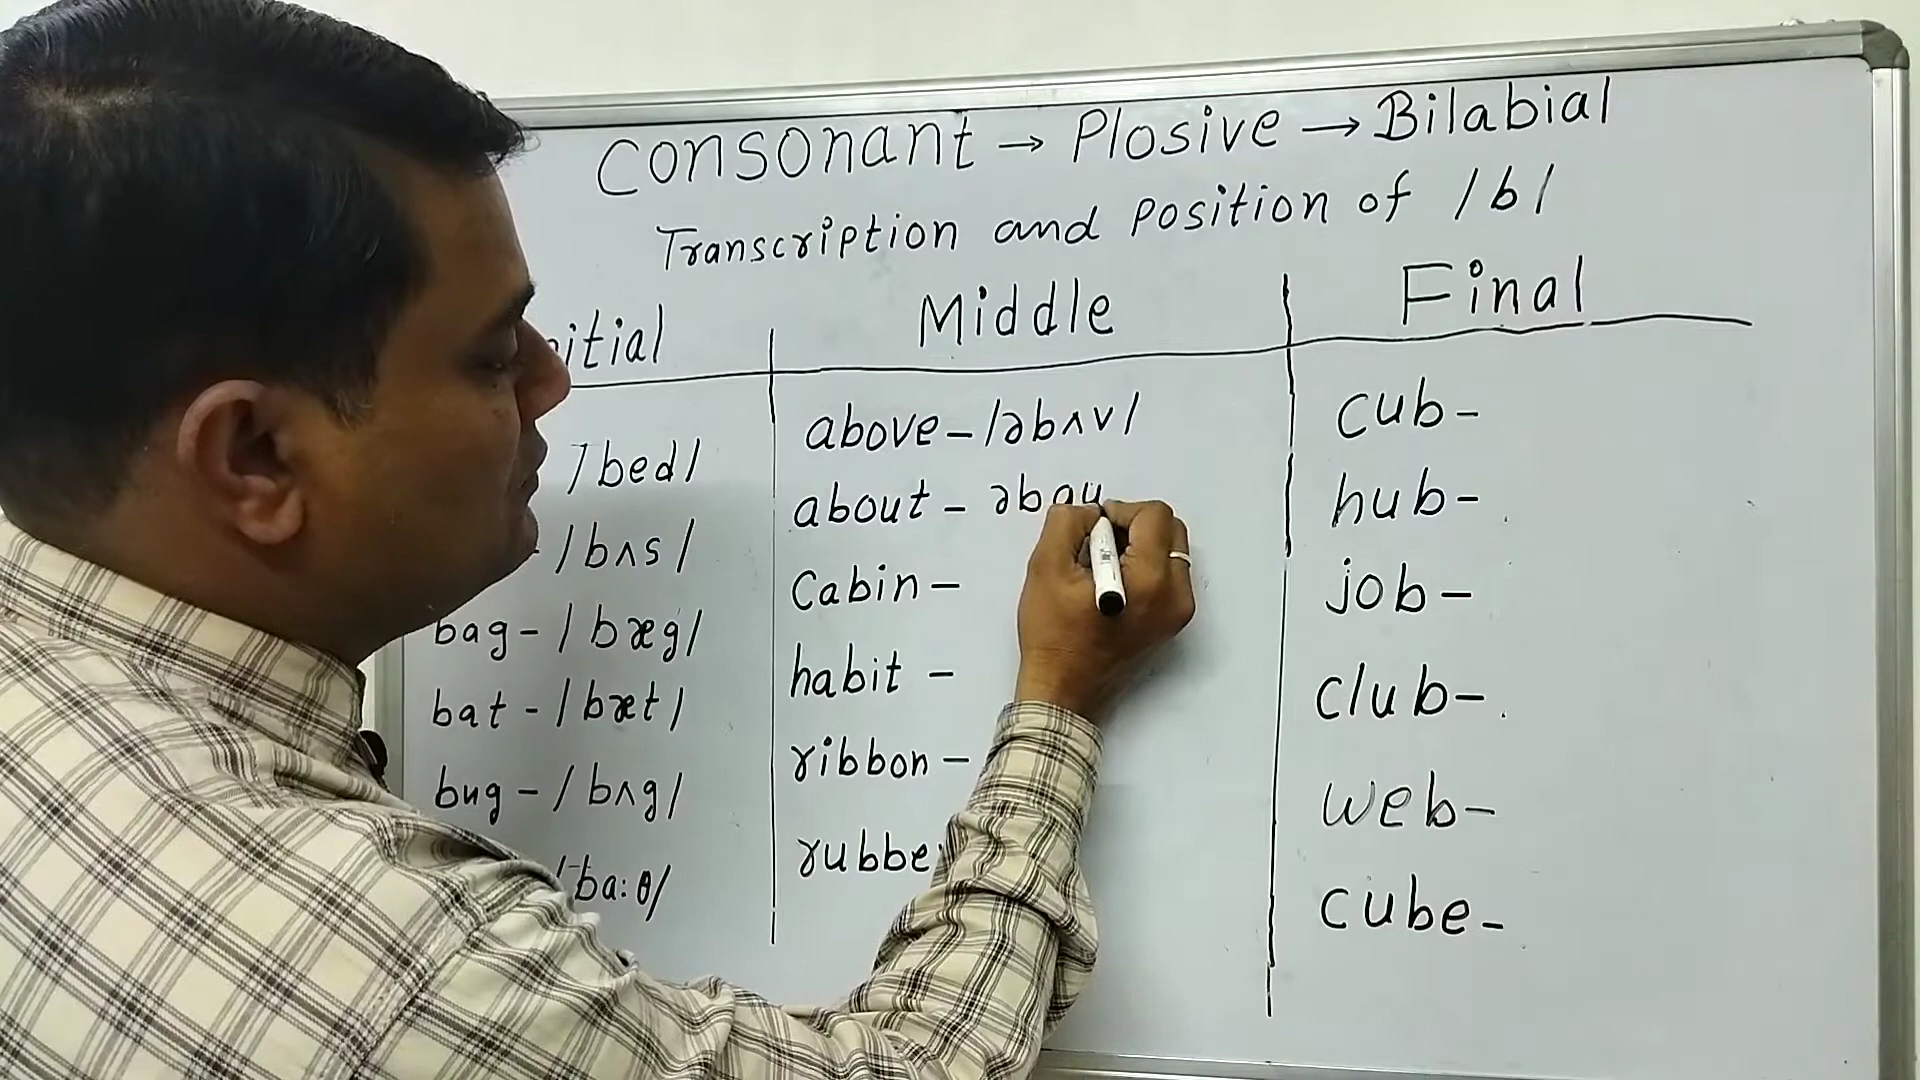 Consonant → Plosive → Bilabial
Transcription and Position of /b/
Middle
Final
/bed/
- /bʌs/
bag - /bæg/
bat - /bæt/
bug - /bʌg/
/ba:θ/
above - /əbʌv/
about - əbau
Cabin -
habit -
ribbon -
cub -
hub -
job -
club -
web -
cube -